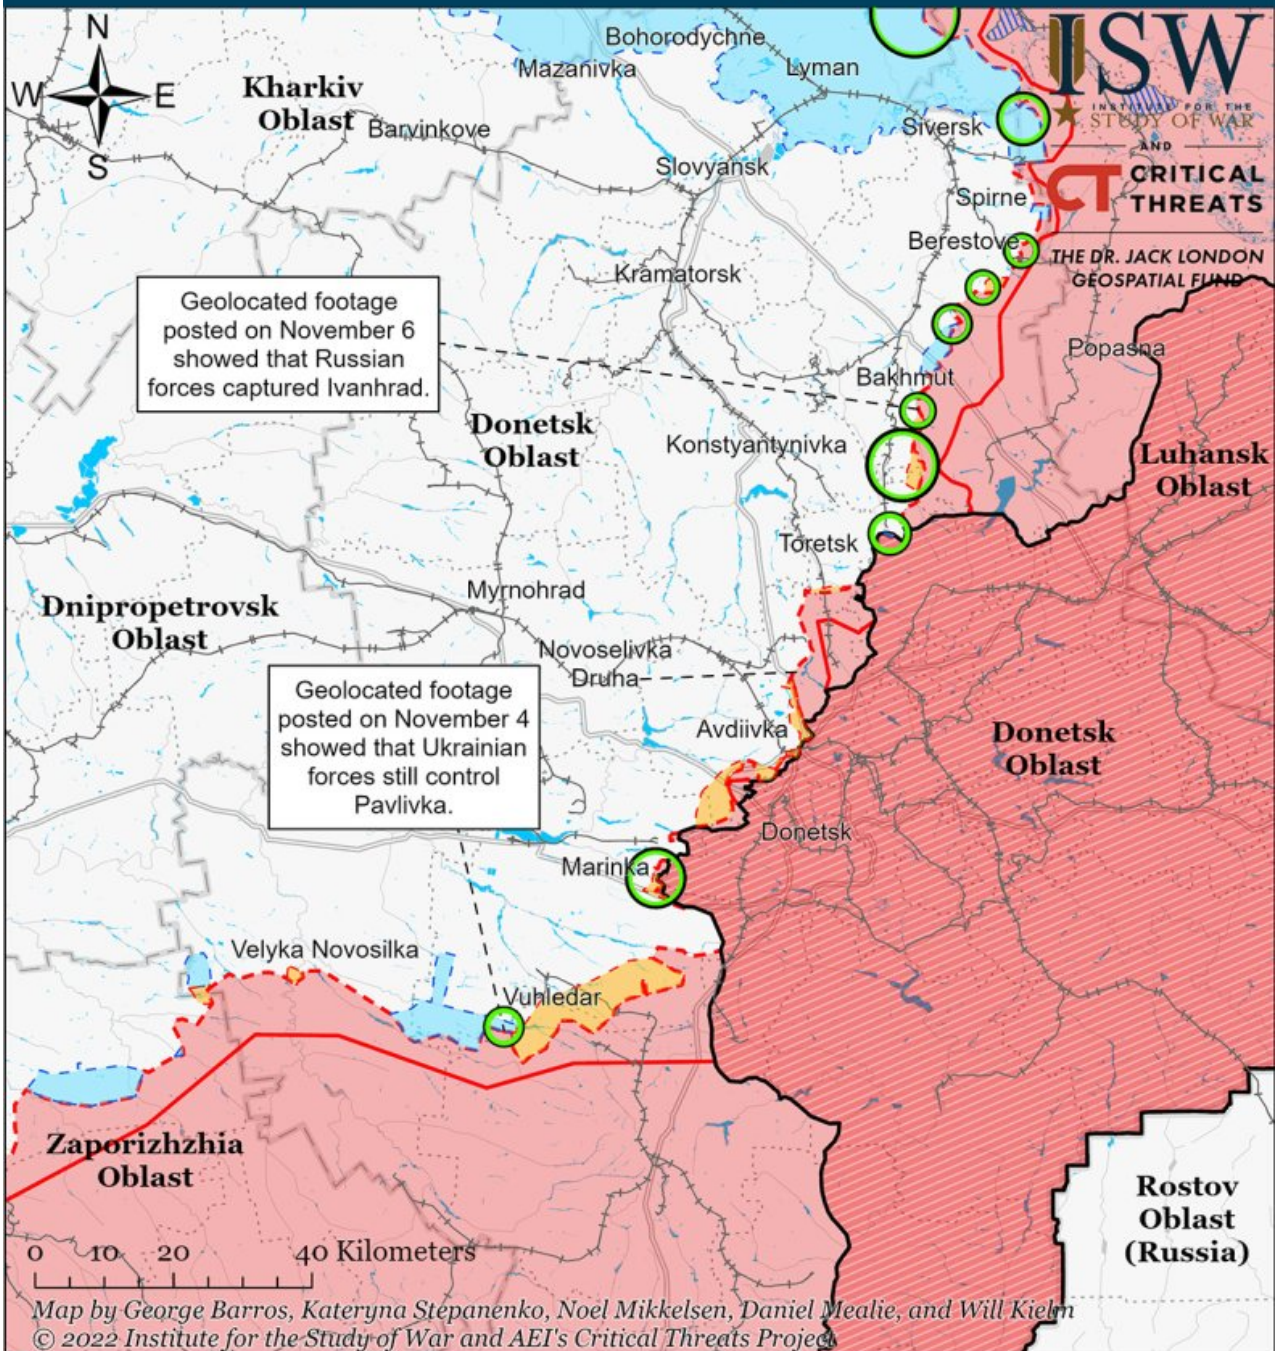 N
W
E
S
Kharkiv
Oblast
Bohorodychne
Mazanivka
Lyman
Barvinkove
Siversk
Slovyansk
Spirne
Berestove
Kramatorsk
ISW
INSTITUTE FOR THE
STUDY OF WAR
AND
CT CRITICAL
THREATS
THE DR. JACK LONDON
GEOSPATIAL FUND
Geolocated footage
posted on November 6
showed that Russian
forces captured Ivanhrad.
Popasna
Bakhmut
Donetsk
Oblast
Konstyantynivka
Luhansk
Oblast
Toretsk
Myrnohrad
Dnipropetrovsk
Oblast
Novoselivka
Druha
Geolocated footage
posted on November 4
showed that Ukrainian
forces still control
Pavlivka.
Avdiivka
Donetsk
Oblast
Donetsk
Marinka
Velyka Novosilka
Vuhledar
Zaporizhzhia
Oblast
Rostov
Oblast
(Russia)
0 10 20 40 Kilometers
Map by George Barros, Kateryna Stepanenko, Noel Mikkelsen, Daniel Mealie, and Will Kielm
© 2022 Institute for the Study of War and AEI's Critical Threats Project